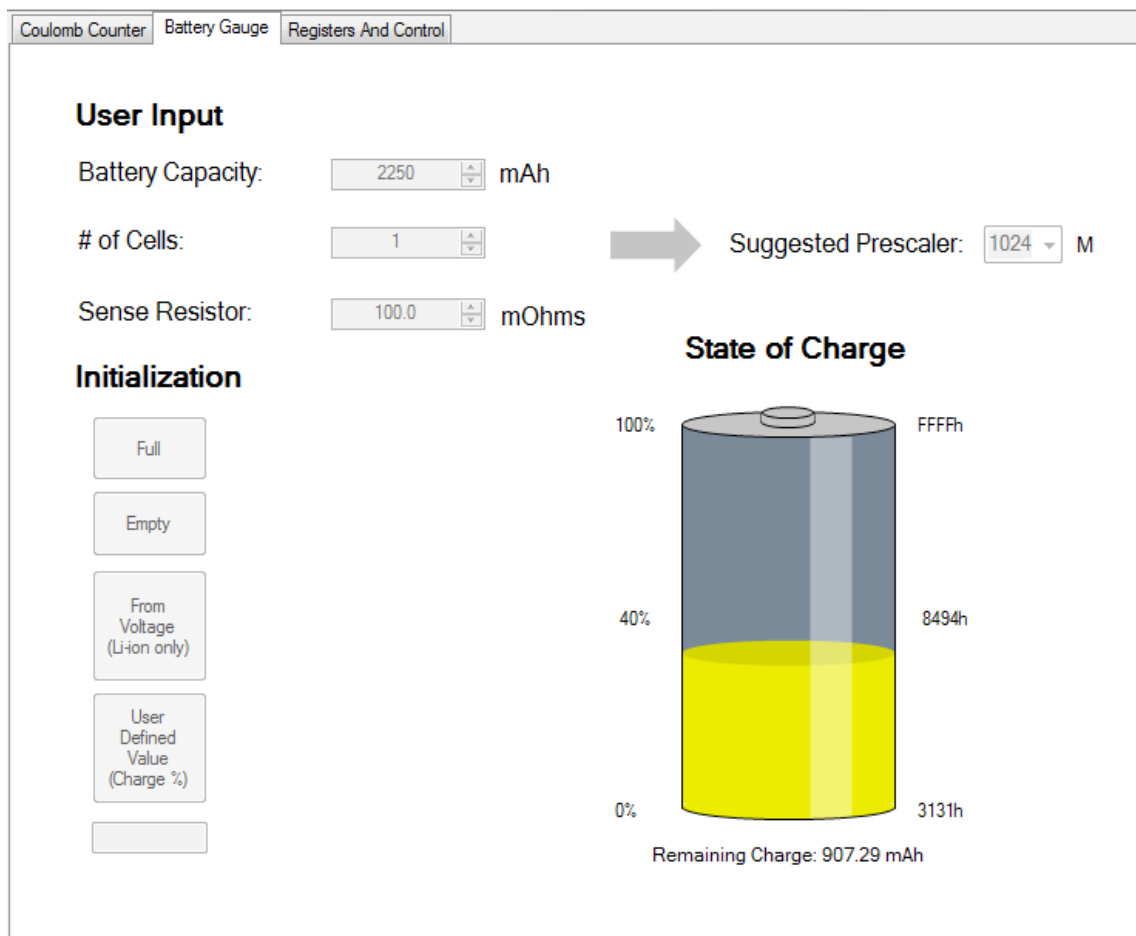 Coulomb Counter Battery Gauge Registers And Control
User Input
Battery Capacity: 2250 mAh
# of Cells: 1
Suggested Prescaler: 1024 M
Sense Resistor: 100.0 mOhms
State of Charge
Initialization
100% FFFFh
Full
Empty
From
Voltage
(Li-ion only)
40% 8494h
User
Defined
Value
(Charge %)
0% 3131h
Remaining Charge: 907.29 mAh